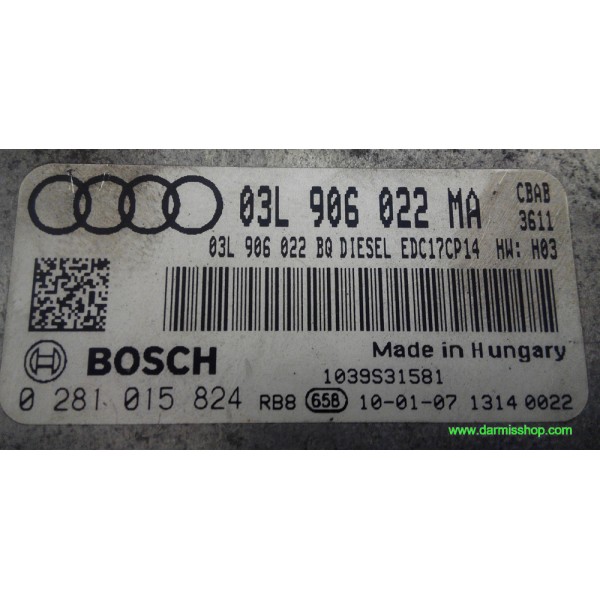 03L 906 022 MA CBAB
3611
03L 906 022 BQ DIESEL EDC17CP14 HW: H03
BOSCH Made in Hungary
1039S31581
0 281 015 824 RB8 658 10-01-07 1314 0022
www.darmisshop.com